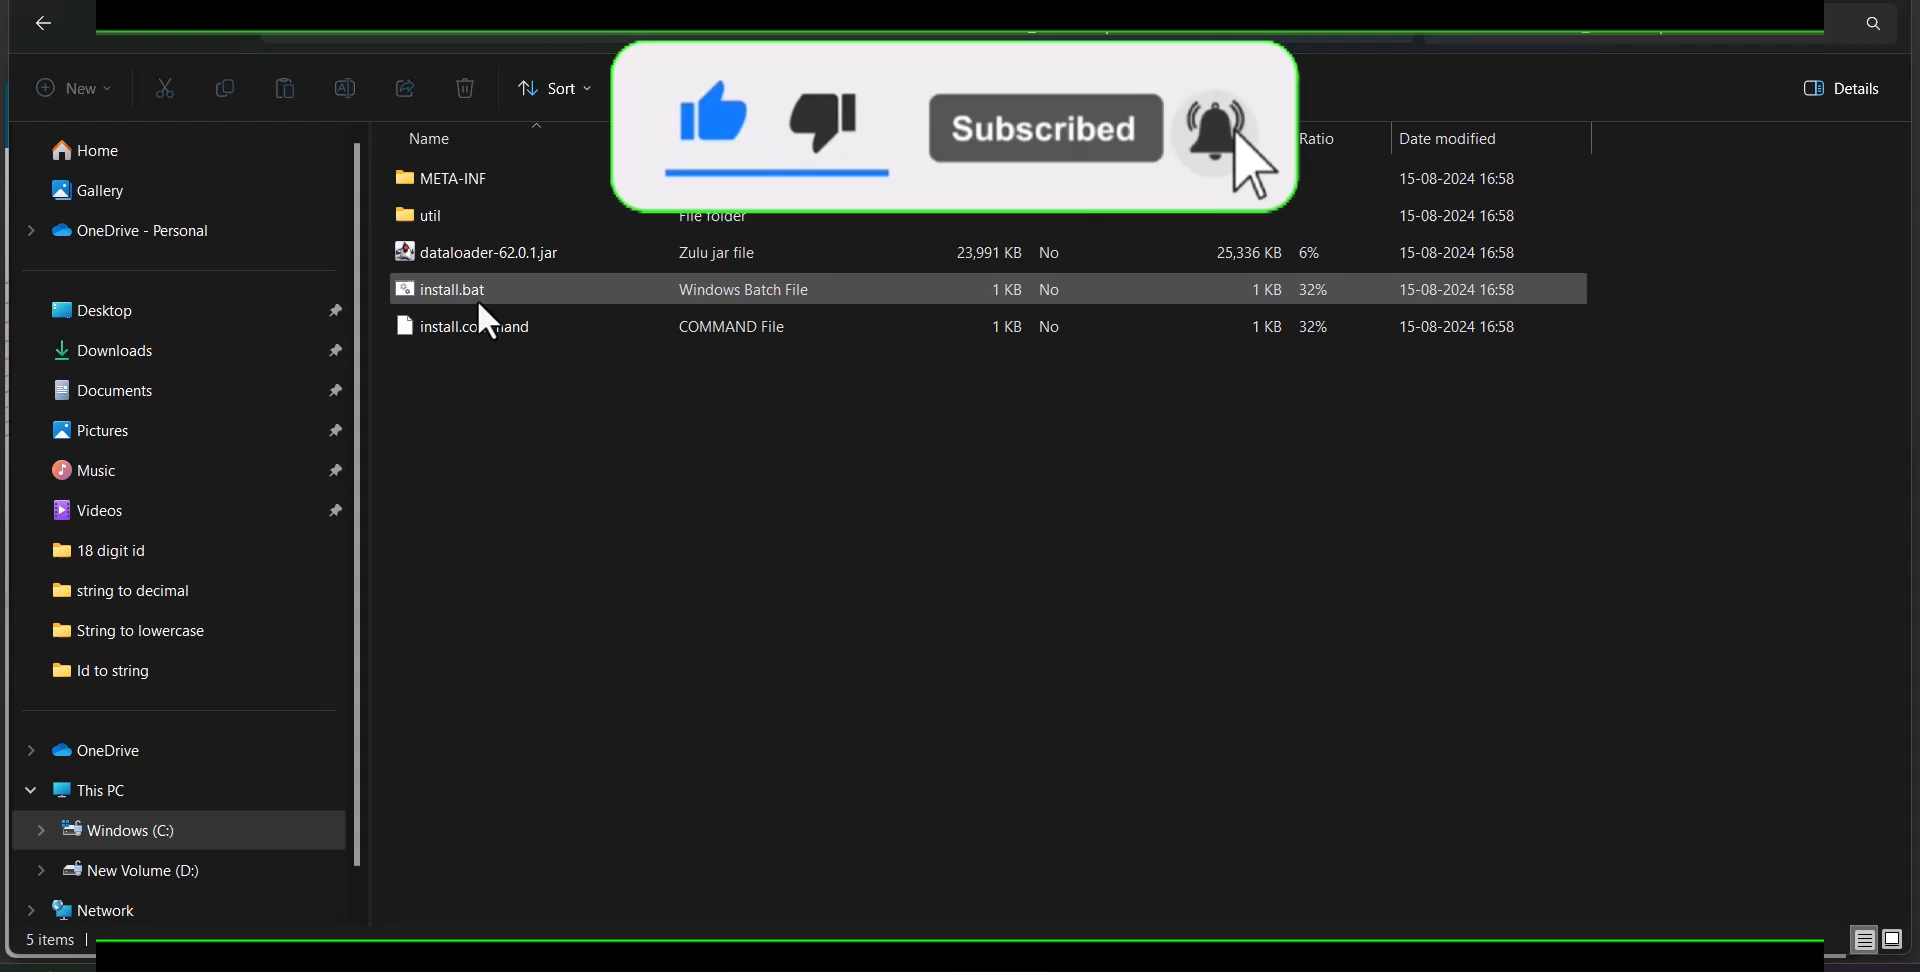 New
Sort
Details
Subscribed
Home
Gallery
OneDrive - Personal
Desktop
Downloads
Documents
Pictures
Music
Videos
18 digit id
string to decimal
String to lowercase
Id to string
OneDrive
This PC
Windows (C:)
New Volume (D:)
Network
5 items
Name Ratio Date modified
META-INF 15-08-2024 16:58
util File folder 15-08-2024 16:58
dataloader-62.0.1.jar Zulu jar file 23,991 KB No 25,336 KB 6% 15-08-2024 16:58
install.bat Windows Batch File 1 KB No 1 KB 32% 15-08-2024 16:58
COMMAND File 1 KB No 1 KB 32% 15-08-2024 16:58